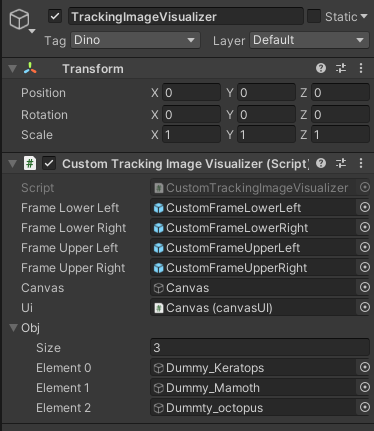 TrackingImageVisualizer Static
Tag Dino Layer Default
Transform
Position X 0 Y 0 Z 0
Rotation X 0 Y 0 Z 0
Scale X 1 Y 1 Z 1
# Custom Tracking Image Visualizer (Script)
Script # CustomTrackingImageVisualizer
Frame Lower Left CustomFrameLowerLeft
Frame Lower Right CustomFrameLowerRight
Frame Upper Left CustomFrameUpperLeft
Frame Upper Right CustomFrameUpperRight
Canvas Canvas
Ui # Canvas (canvasUI)
Obj
Size 3
Element 0 Dummy_Keratops
Element 1 Dummy_Mamoth
Element 2 Dummty_octopus